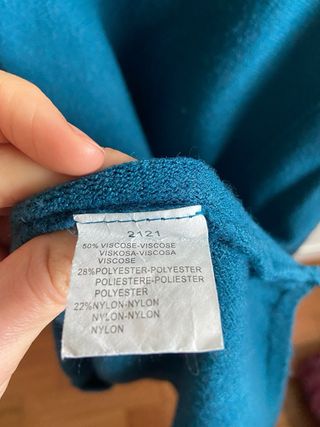 2121
50% VISCOSE-VISCOSE
VISKOSA-VISCOSA
VISCOSE
28%POLYESTER-POLYESTER
POLIESTERE-POLIESTER
POLYESTER
22%NYLON-NYLON
NYLON-NYLON
NYLON